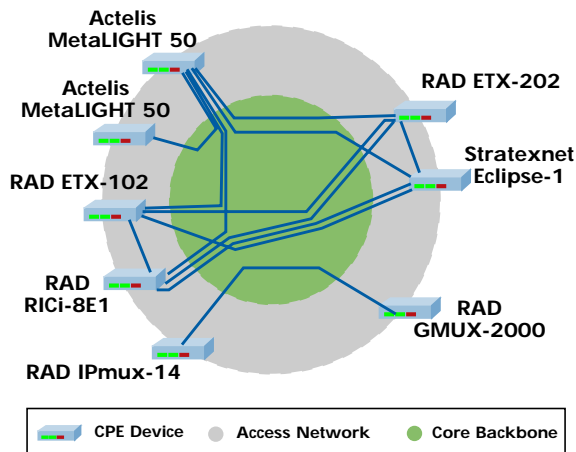 Actelis
MetaLIGHT 50
Actelis
MetaLIGHT 50
RAD ETX-202
Stratexnet
Eclipse-1
RAD ETX-102
RAD
RICi-8E1
RAD
GMUX-2000
RAD IPmux-14
CPE Device
Access Network
Core Backbone